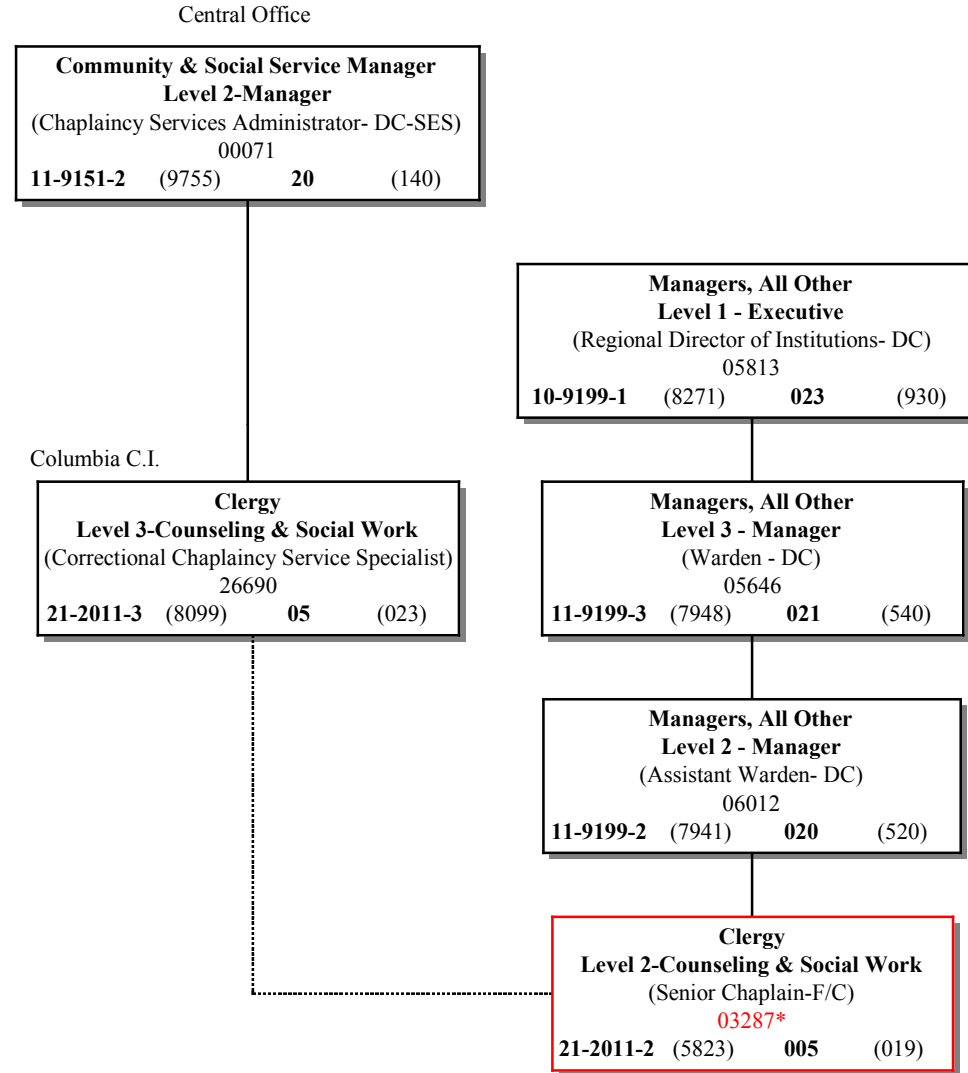 Central Office
Community & Social Service Manager
Level 2-Manager
(Chaplaincy Services Administrator- DC-SES)
00071
11-9151-2 (9755) 20 (140)
Managers, All Other
Level 1 - Executive
(Regional Director of Institutions- DC)
05813
10-9199-1 (8271) 023 (930)
Columbia C.I.
Clergy
Level 3-Counseling & Social Work
(Correctional Chaplaincy Service Specialist)
26690
21-2011-3 (8099) 05 (023)
Managers, All Other
Level 3 - Manager
(Warden - DC)
05646
11-9199-3 (7948) 021 (540)
Managers, All Other
Level 2 - Manager
(Assistant Warden- DC)
06012
11-9199-2 (7941) 020 (520)
Clergy
Level 2-Counseling & Social Work
(Senior Chaplain-F/C)
03287*
21-2011-2 (5823) 005 (019)